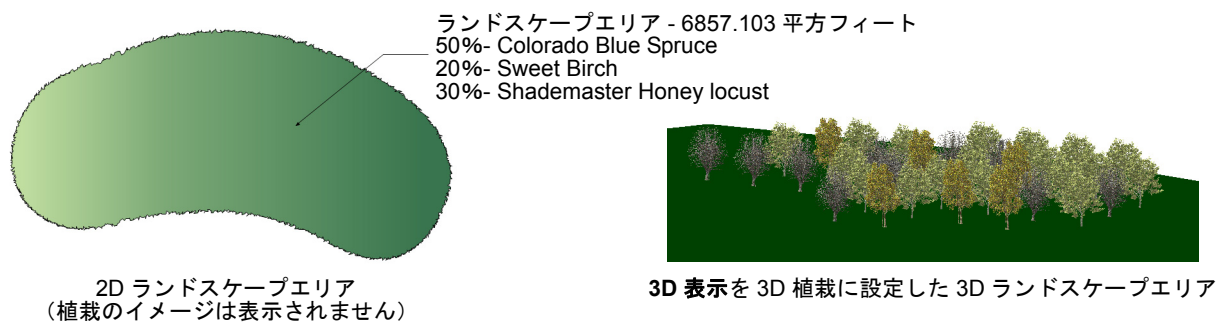 ランドスケープエリア - 6857.103 平方フィート
50%- Colorado Blue Spruce
20%- Sweet Birch
30%- Shademaster Honey locust
2D ランドスケープエリア
（植栽のイメージは表示されません）
3D 表示を 3D 植栽に設定した 3D ランドスケープエリア